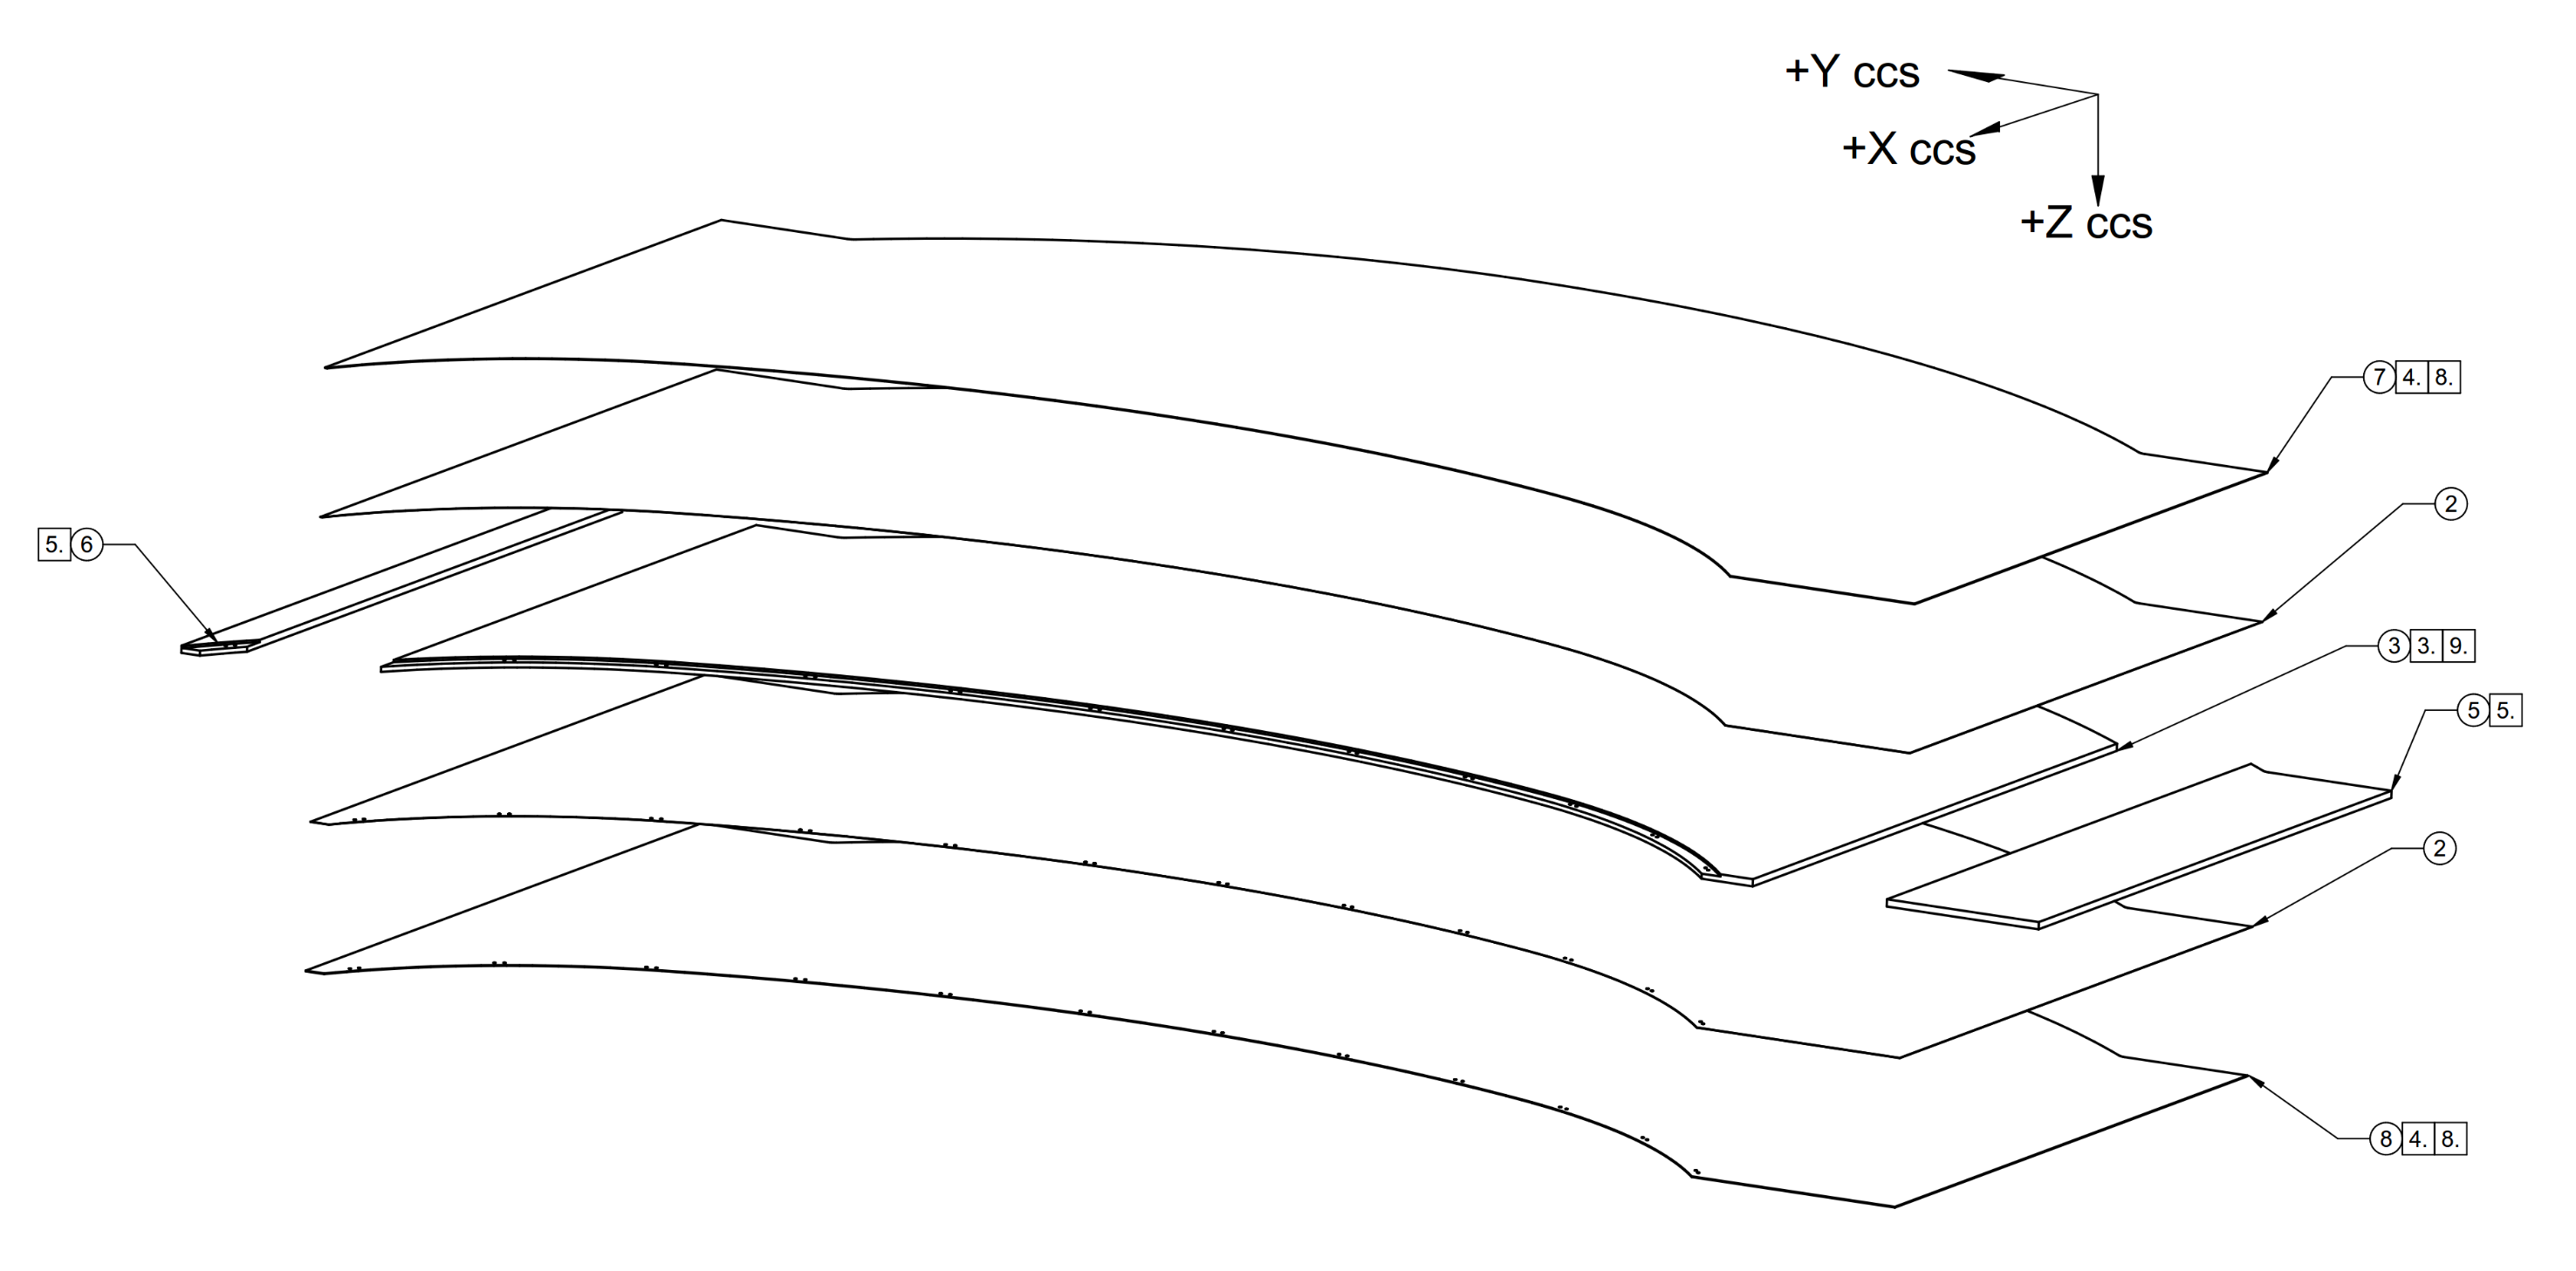 +Y ccs
+X ccs
+Z ccs
7 4. 8.
2
5. 6
3 3. 9.
5 5.
2
8 4. 8.